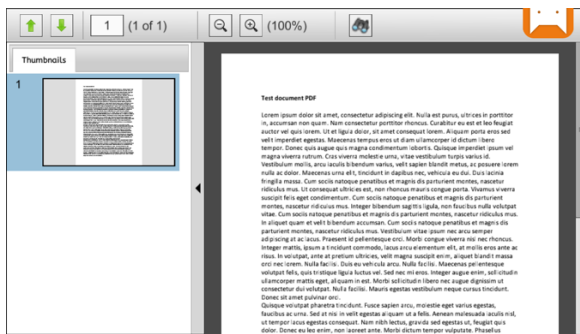 1 (1 of 1) (100%)
Thumbnails
1
Test document PDF
Lorem ipsum dolor sit amet, consectetur adipiscing elit. Nulla est purus, ultrices in porttitor
in, accumsan non quam. Nam consectetur porttitor rhoncus. Curabitur eu est et leo feugiat
auctor vel quis lorem. Ut et ligula dolor, sit amet consequat lorem. Aliquam porta eros sed
velit imperdiet egestas. Maecenas tempus eros ut diam ullamcorper id dictum libero
tempor. Donec quis augue quis magna condimentum lobortis. Quisque imperdiet ipsum vel
magna viverra rutrum. Cras viverra molestie urna, vitae vestibulum turpis varius id.
Vestibulum mollis, arcu iaculis bibendum varius, velit sapien blandit metus, ac posuere lorem
nulla ac dolor. Maecenas urna elit, tincidunt in dapibus nec, vehicula eu dui. Duis lacinia
fringilla massa. Cum sociis natoque penatibus et magnis dis parturient montes, nascetur
ridiculus mus. Ut consequat ultricies est, non rhoncus mauris congue porta. Vivamus viverra
suscipit felis eget condimentum. Cum sociis natoque penatibus et magnis dis parturient
montes, nascetur ridiculus mus. Integer bibendum sagittis ligula, non faucibus nulla volutpat
vitae. Cum sociis natoque penatibus et magnis dis parturient montes, nascetur ridiculus mus.
In aliquet quam et velit bibendum accumsan. Cum sociis natoque penatibus et magnis dis
parturient montes, nascetur ridiculus mus. Vestibulum vitae ipsum nec arcu semper
adipiscing at ac lacus. Praesent id pellentesque orci. Morbi congue viverra nisi nec rhoncus.
Integer mattis, ipsum a tincidunt commodo, lacus arcu elementum elit, at mollis eros ante ac
risus. In volutpat, ante at pretium ultricies, velit magna suscipit enim, aliquet blandit massa
orci nec lorem. Nulla facilisi. Duis eu vehicula arcu. Nulla facilisi. Maecenas pellentesque
volutpat felis, quis tristique ligula luctus vel. Sed nec mi eros. Integer augue enim, sollicitudin
ullamcorper mattis eget, aliquam in est. Morbi sollicitudin libero nec augue dignissim ut
consectetur dui volutpat. Nulla facilisi. Mauris egestas vestibulum neque cursus tincidunt.
Donec sit amet pulvinar orci.
Quisque volutpat pharetra tincidunt. Fusce sapien arcu, molestie eget varius egestas,
faucibus ac urna. Sed at nisi in velit egestas aliquam ut a felis. Aenean malesuada iaculis nisl,
ut tempor lacus egestas consequat. Nam nibh lectus, gravida sed egestas ut, feugiat quis
dolor. Donec eu leo enim, non laoreet ante. Morbi dictum tempor vulputate. Phasellus